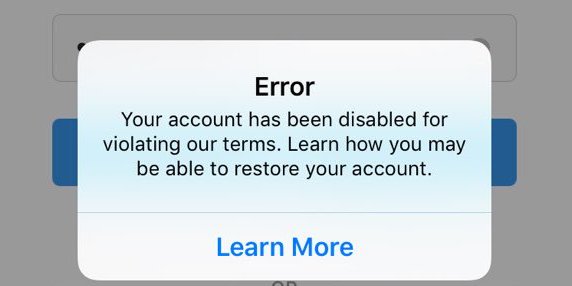 Error
Your account has been disabled for
violating our terms. Learn how you may
be able to restore your account.
Learn More
OR